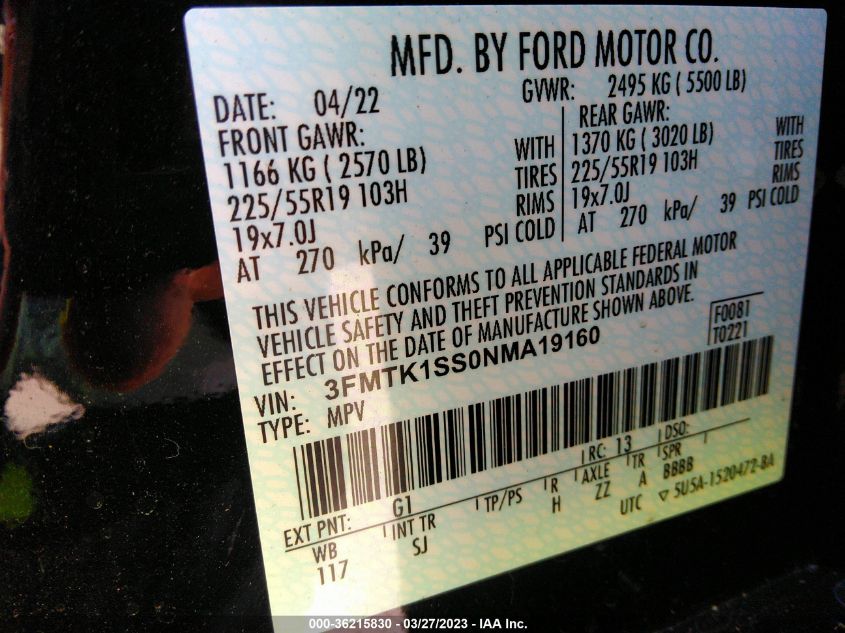 MFD. BY FORD MOTOR CO.
DATE: 04/22 GVWR: 2495 KG ( 5500 LB)
FRONT GAWR: REAR GAWR:
1166 KG ( 2570 LB) WITH 1370 KG ( 3020 LB) WITH
225/55R19 103H TIRES 225/55R19 103H TIRES
19x7.0J RIMS 19x7.0J RIMS
AT 270 kPa/ 39 PSI COLD AT 270 kPa/ 39 PSI COLD
THIS VEHICLE CONFORMS TO ALL APPLICABLE FEDERAL MOTOR
VEHICLE SAFETY AND THEFT PREVENTION STANDARDS IN
EFFECT ON THE DATE OF MANUFACTURE SHOWN ABOVE.
F0081
T0221
VIN: 3FMTK1SS0NMA19160
TYPE: MPV
RC: 13 DSO:
EXT PNT: G1
WB INT TR TP/PS R AXLE TR SPR
117 SJ H ZZ A BBBB
UTC ▽ 5U5A-1520472-BA
000-36215830 - 03/27/2023 - IAA Inc.